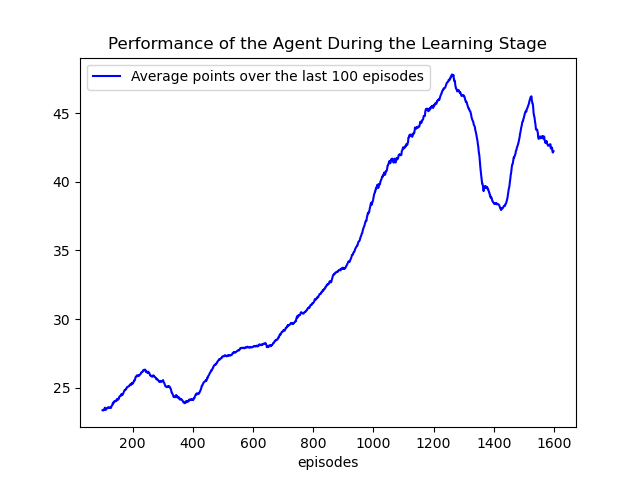 Performance of the Agent During the Learning Stage
Average points over the last 100 episodes
45
40
35
30
25
200 400 600 800 1000 1200 1400 1600
episodes